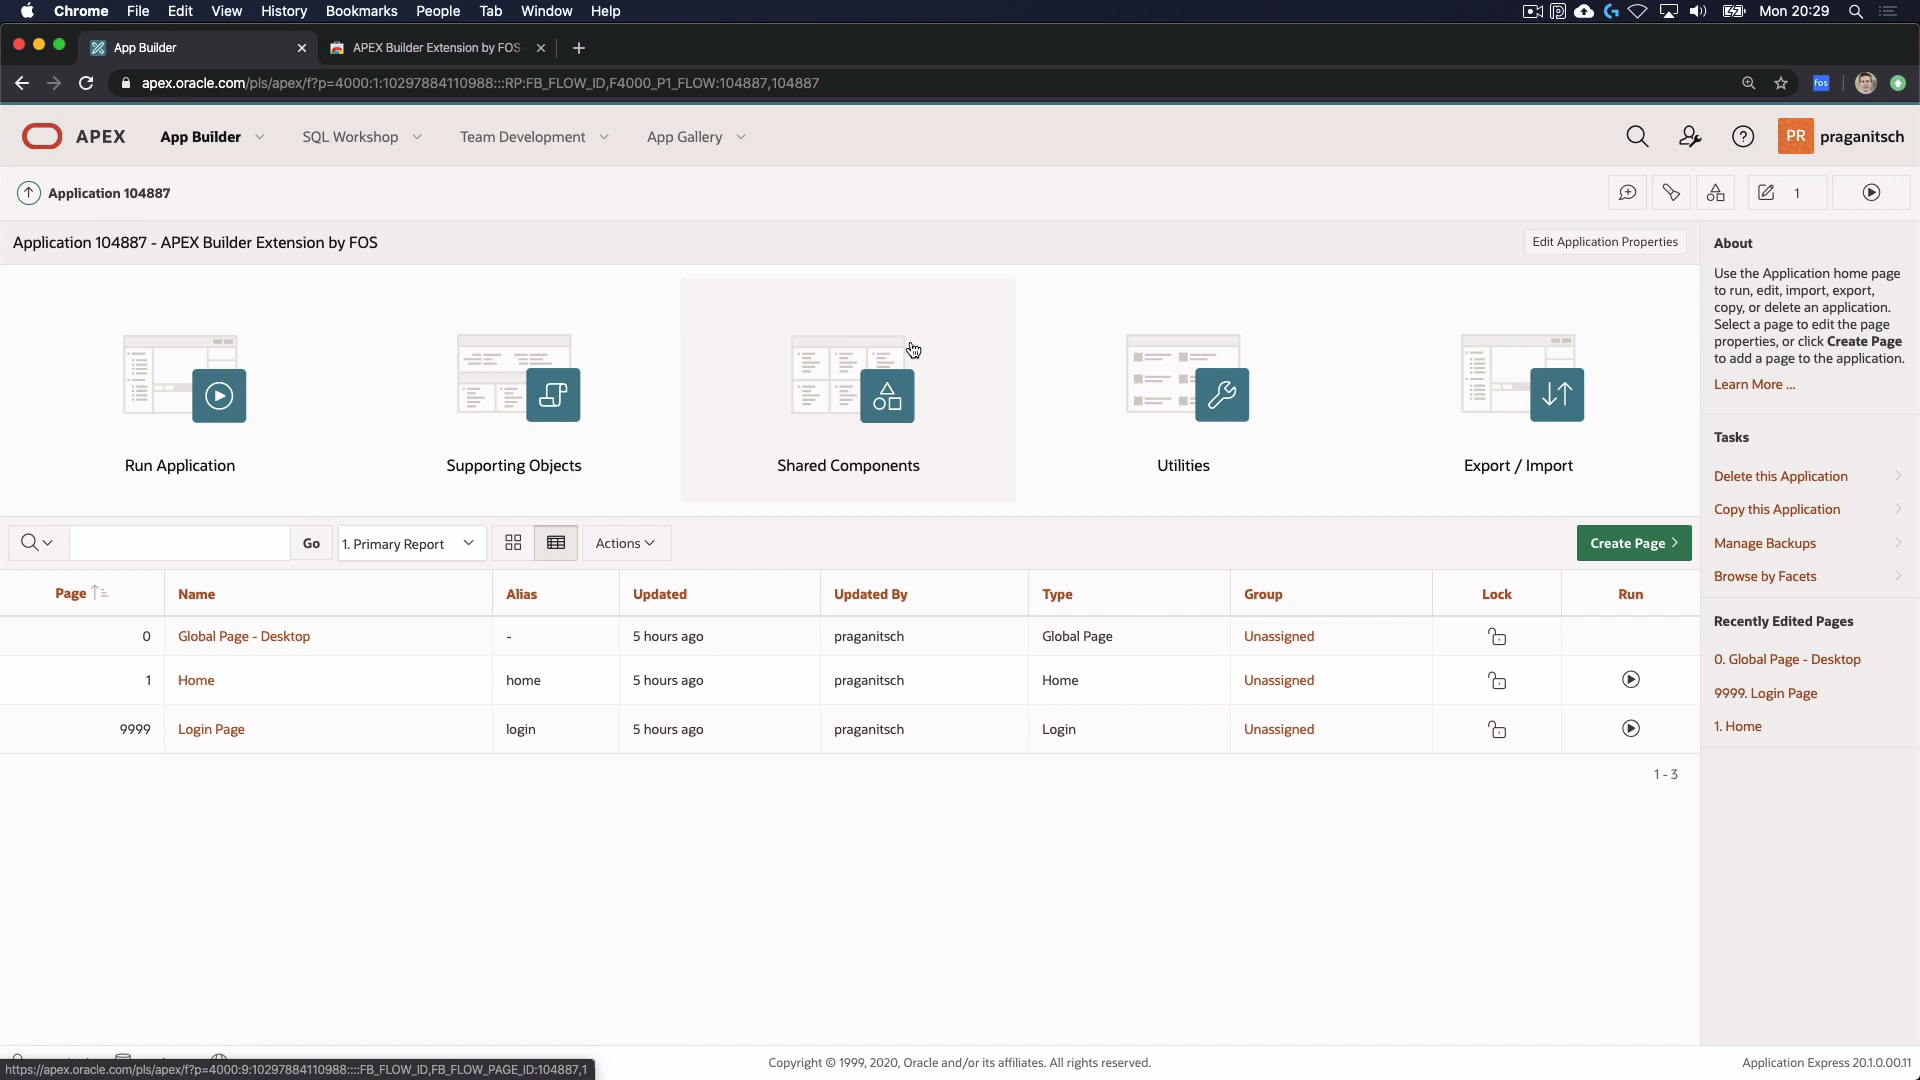 Chrome File Edit View History Bookmarks People Tab Window Help Mon 20:29
App Builder APEX Builder Extension by FOS
apex.oracle.com/pls/apex/f?p=4000:1:10297884110988:::RP:FB_FLOW_ID,F4000_P1_FLOW:104887,104887 fos
APEX App Builder SQL Workshop Team Development App Gallery PR praganitsch
Application 104887 1
Application 104887 - APEX Builder Extension by FOS Edit Application Properties
Run Application Supporting Objects Shared Components Utilities Export / Import
Go 1. Primary Report Actions Create Page
Page Name Alias Updated Updated By Type Group Lock Run
0 Global Page - Desktop - 5 hours ago praganitsch Global Page Unassigned
1 Home home 5 hours ago praganitsch Home Unassigned
9999 Login Page login 5 hours ago praganitsch Login Unassigned
1 - 3
About
Use the Application home page
to run, edit, import, export,
copy, or delete an application.
Select a page to edit the page
properties, or click Create Page
to add a page to the application.
Learn More ...
Tasks
Delete this Application
Copy this Application
Manage Backups
Browse by Facets
Recently Edited Pages
0. Global Page - Desktop
9999. Login Page
1. Home
https://apex.oracle.com/pls/apex/f?p=4000:9:10297884110988::::FB_FLOW_ID,FB_FLOW_PAGE_ID:104887,1
Copyright © 1999, 2020, Oracle and/or its affiliates. All rights reserved. Application Express 20.1.0.00.11